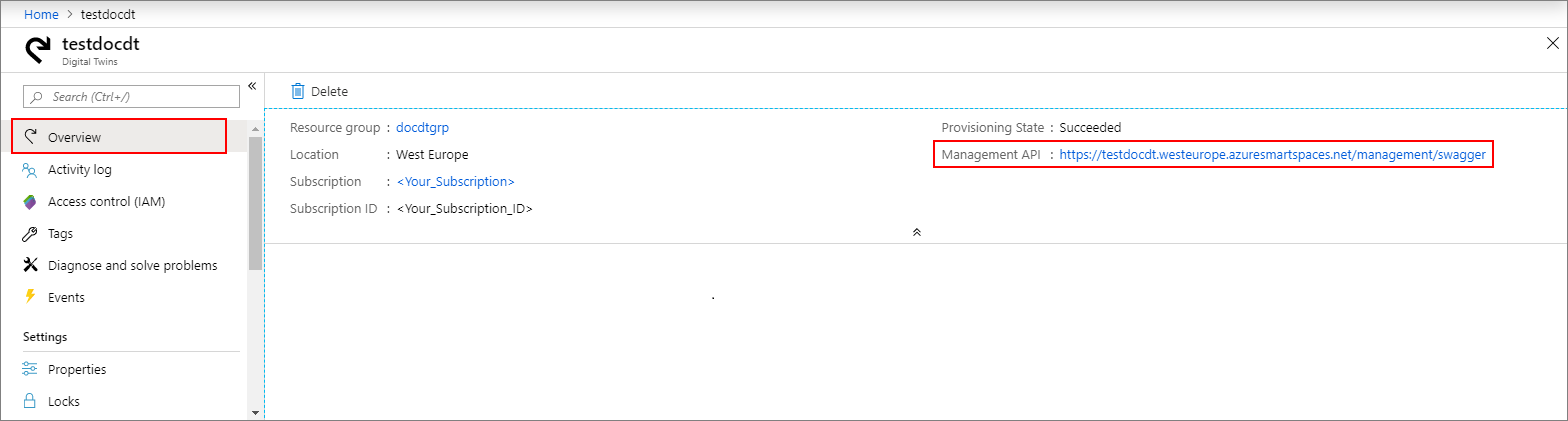 Home > testdocdt
testdocdt
Digital Twins
Search (Ctrl+/)
Overview
Activity log
Access control (IAM)
Tags
Diagnose and solve problems
Events
Settings
Properties
Locks
Delete
Resource group : docdtgrp
Location : West Europe
Subscription : <Your_Subscription>
Subscription ID : <Your_Subscription_ID>
Provisioning State : Succeeded
Management API : https://testdocdt.westeurope.azuresmartspaces.net/management/swagger